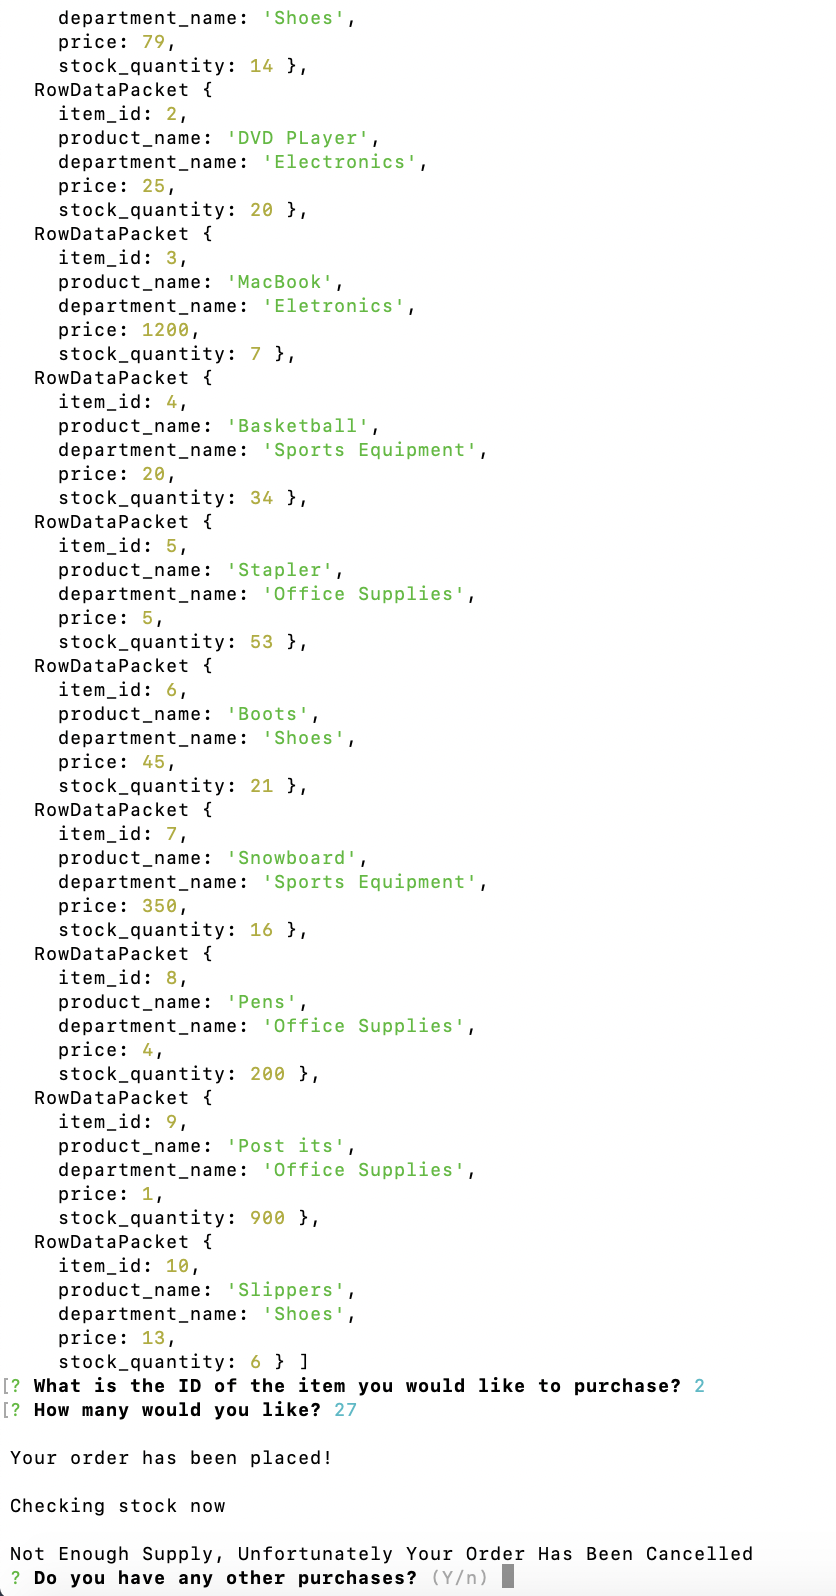 department_name: 'Shoes',
price: 79,
stock_quantity: 14 },
RowDataPacket {
item_id: 2,
product_name: 'DVD PLayer',
department_name: 'Electronics',
price: 25,
stock_quantity: 20 },
RowDataPacket {
item_id: 3,
product_name: 'MacBook',
department_name: 'Eletronics',
price: 1200,
stock_quantity: 7 },
RowDataPacket {
item_id: 4,
product_name: 'Basketball',
department_name: 'Sports Equipment',
price: 20,
stock_quantity: 34 },
RowDataPacket {
item_id: 5,
product_name: 'Stapler',
department_name: 'Office Supplies',
price: 5,
stock_quantity: 53 },
RowDataPacket {
item_id: 6,
product_name: 'Boots',
department_name: 'Shoes',
price: 45,
stock_quantity: 21 },
RowDataPacket {
item_id: 7,
product_name: 'Snowboard',
department_name: 'Sports Equipment',
price: 350,
stock_quantity: 16 },
RowDataPacket {
item_id: 8,
product_name: 'Pens',
department_name: 'Office Supplies',
price: 4,
stock_quantity: 200 },
RowDataPacket {
item_id: 9,
product_name: 'Post its',
department_name: 'Office Supplies',
price: 1,
stock_quantity: 900 },
RowDataPacket {
item_id: 10,
product_name: 'Slippers',
department_name: 'Shoes',
price: 13,
stock_quantity: 6 } ]
[? What is the ID of the item you would like to purchase? 2
[? How many would you like? 27
Your order has been placed!
Checking stock now
Not Enough Supply, Unfortunately Your Order Has Been Cancelled
? Do you have any other purchases? (Y/n)